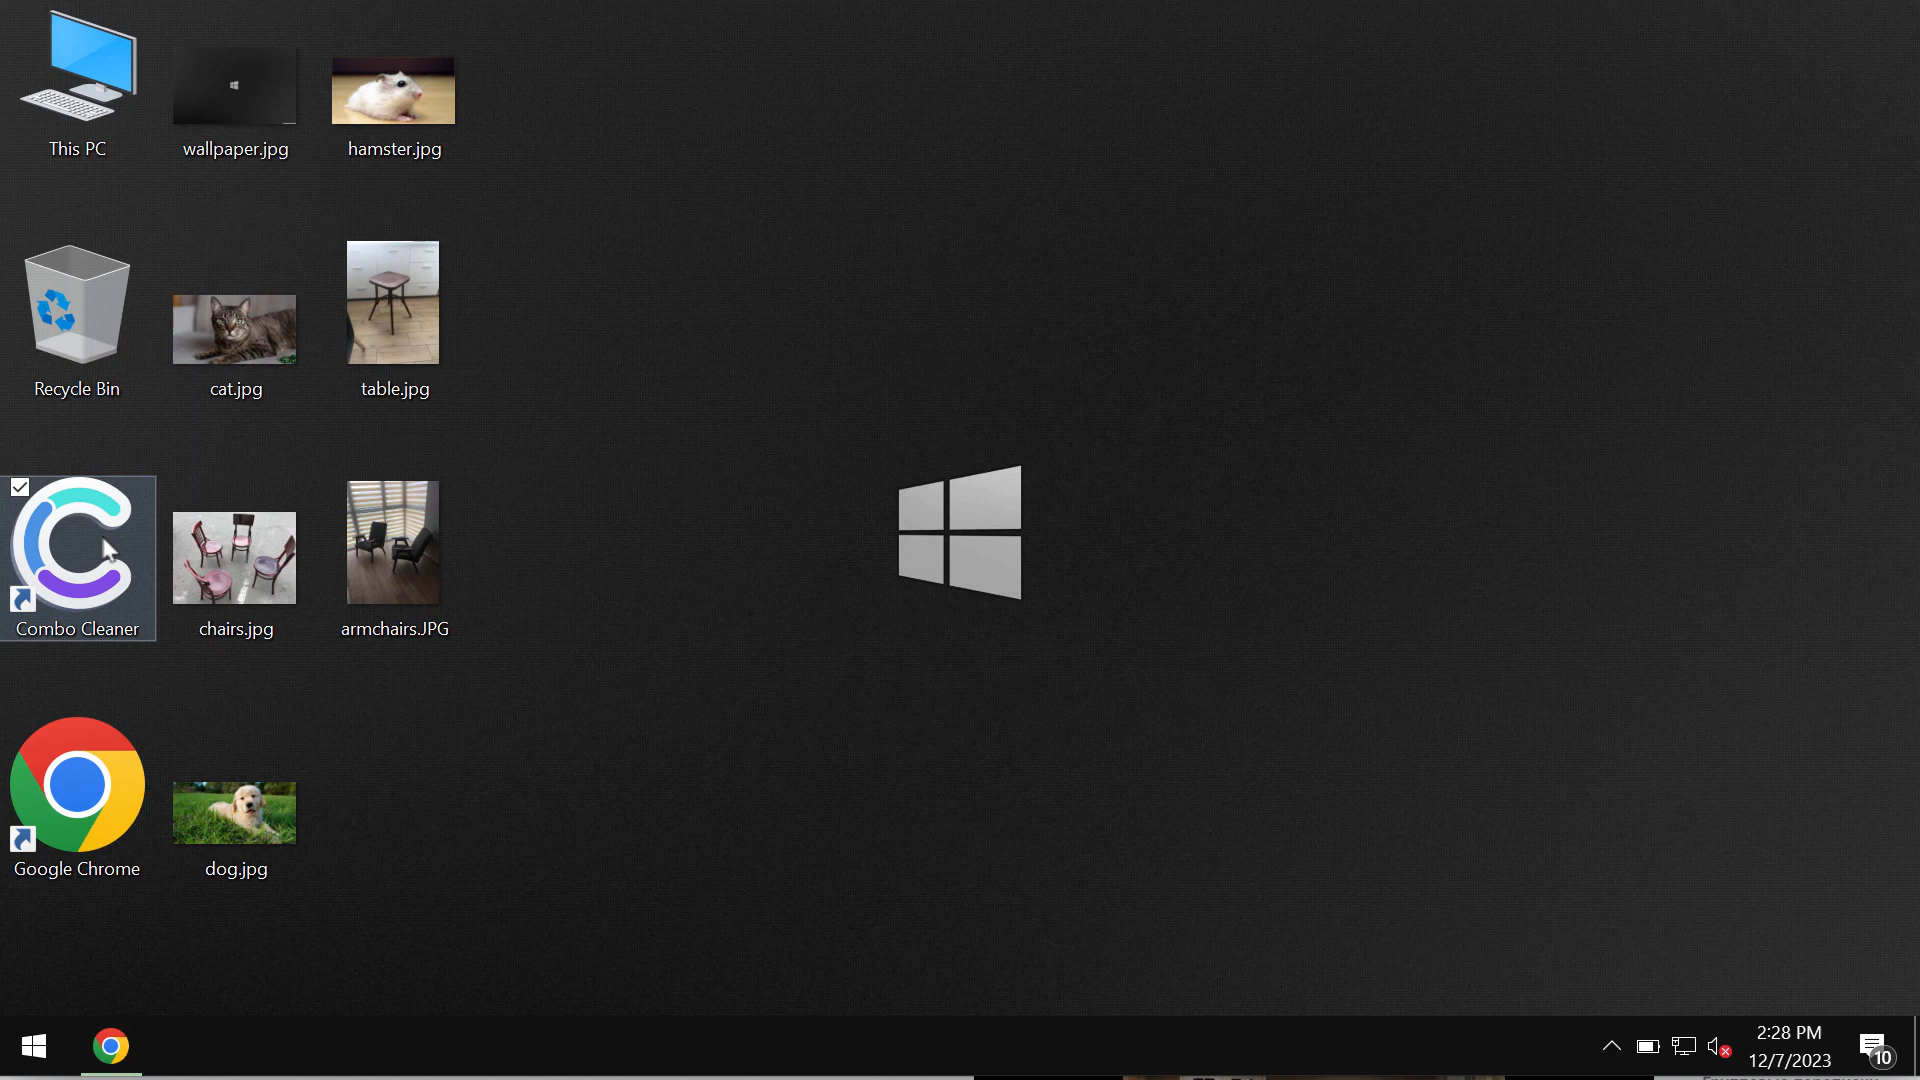 This PC
wallpaper.jpg
hamster.jpg
Recycle Bin
cat.jpg
table.jpg
Combo Cleaner
chairs.jpg
armchairs.JPG
Google Chrome
dog.jpg
2:28 PM
12/7/2023
10